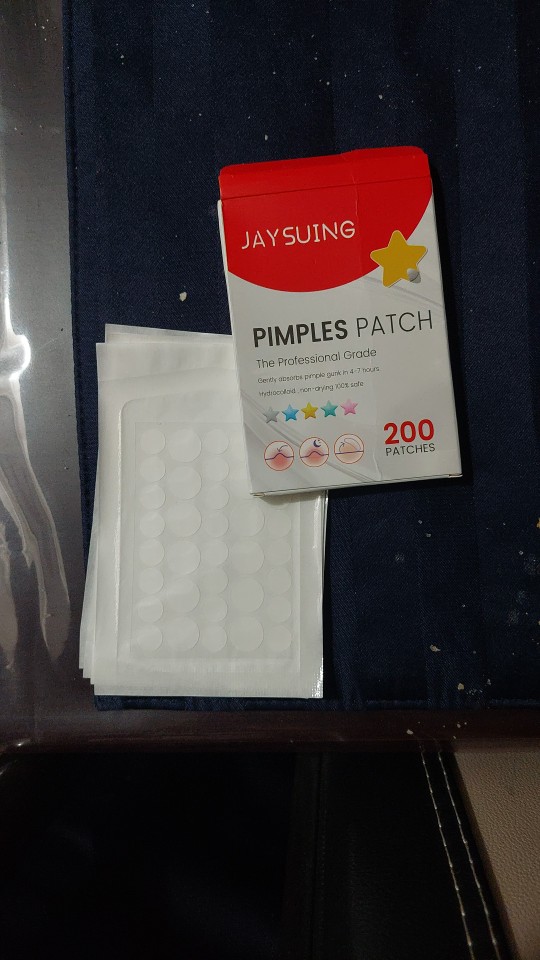 JAYSUING
PIMPLES PATCH
The Professional Grade
Gently absorbs pimple gunk in 4-7 hours,
Hydrocolloid, non-drying 100% safe
200
PATCHES